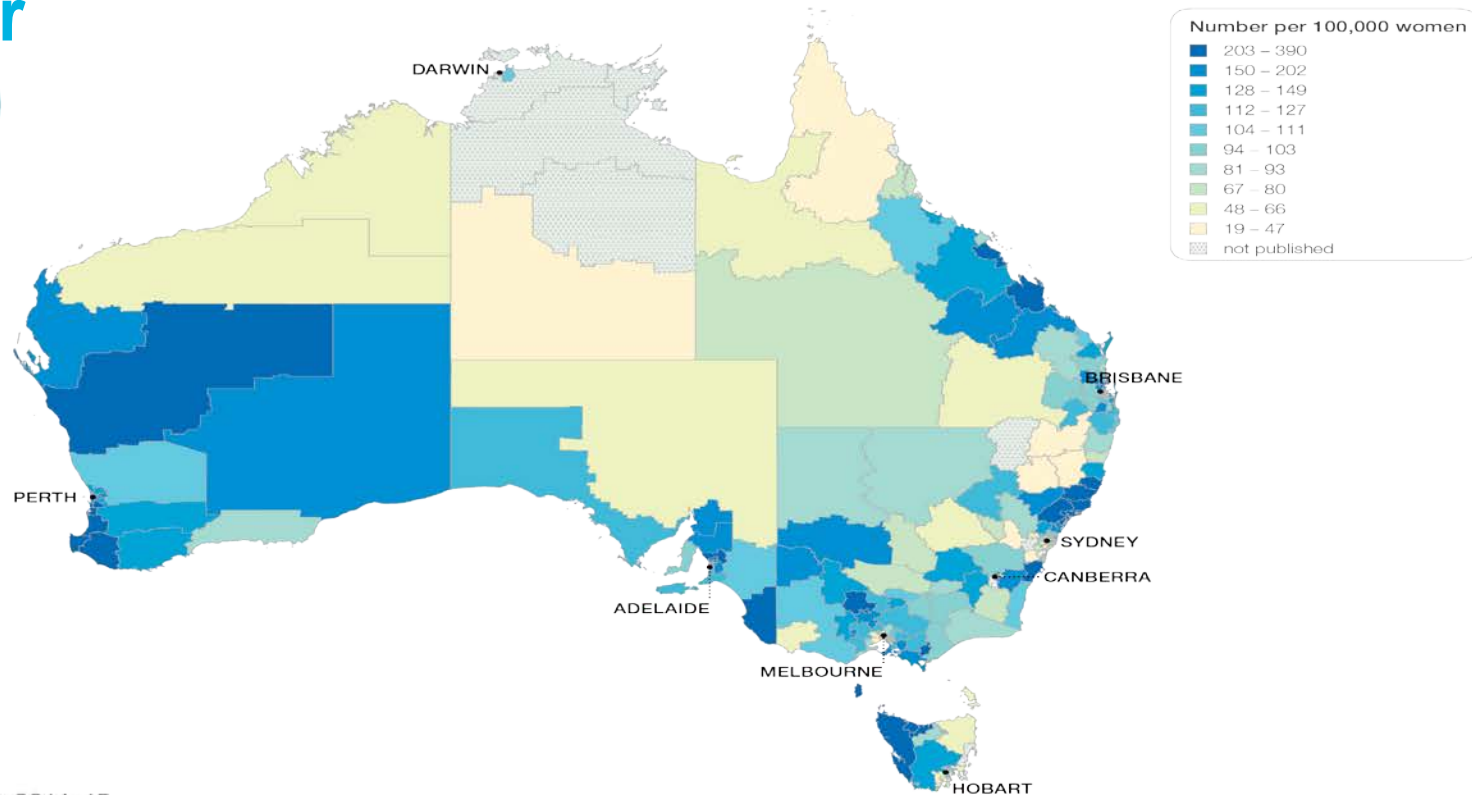 r
Number per 100,000 women
203 – 390
150 – 202
128 – 149
112 – 127
104 – 111
94 – 103
81 – 93
67 – 80
48 – 66
19 – 47
not published
DARWIN
BRISBANE
PERTH
SYDNEY
CANBERRA
ADELAIDE
MELBOURNE
HOBART